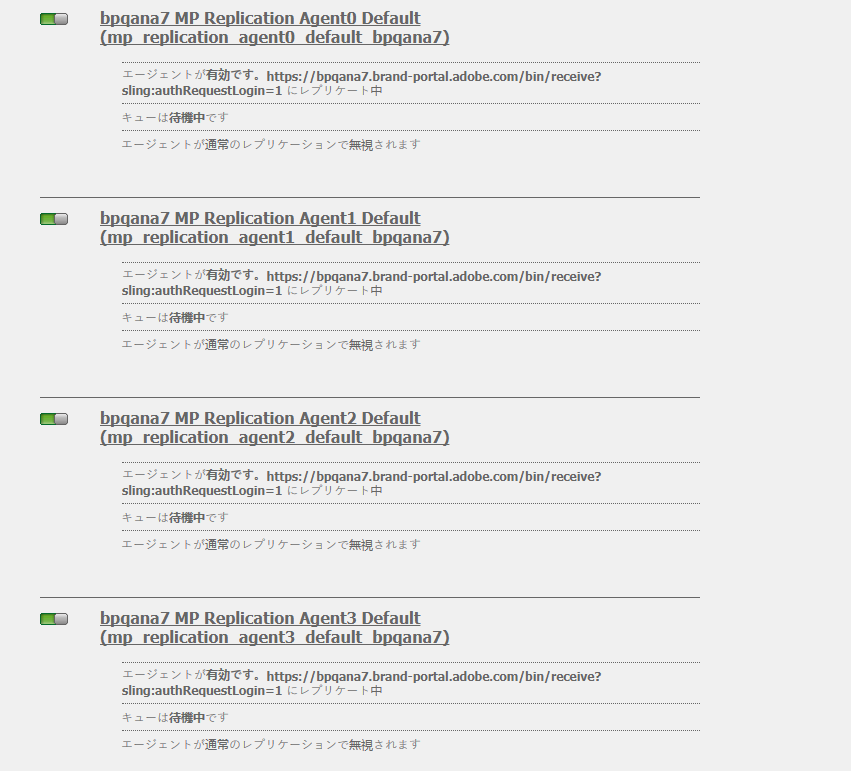 bpqana7 MP Replication Agent0 Default
(mp_replication_agent0_default_bpqana7)
エージェントが有効です。https://bpqana7.brand-portal.adobe.com/bin/receive?
sling:authRequestLogin=1 にレプリケート中
キューは待機中です
エージェントが通常のレプリケーションで無視されます
bpqana7 MP Replication Agent1 Default
(mp_replication_agent1_default_bpqana7)
エージェントが有効です。https://bpqana7.brand-portal.adobe.com/bin/receive?
sling:authRequestLogin=1 にレプリケート中
キューは待機中です
エージェントが通常のレプリケーションで無視されます
bpqana7 MP Replication Agent2 Default
(mp_replication_agent2_default_bpqana7)
エージェントが有効です。https://bpqana7.brand-portal.adobe.com/bin/receive?
sling:authRequestLogin=1 にレプリケート中
キューは待機中です
エージェントが通常のレプリケーションで無視されます
bpqana7 MP Replication Agent3 Default
(mp_replication_agent3_default_bpqana7)
エージェントが有効です。https://bpqana7.brand-portal.adobe.com/bin/receive?
sling:authRequestLogin=1 にレプリケート中
キューは待機中です
エージェントが通常のレプリケーションで無視されます